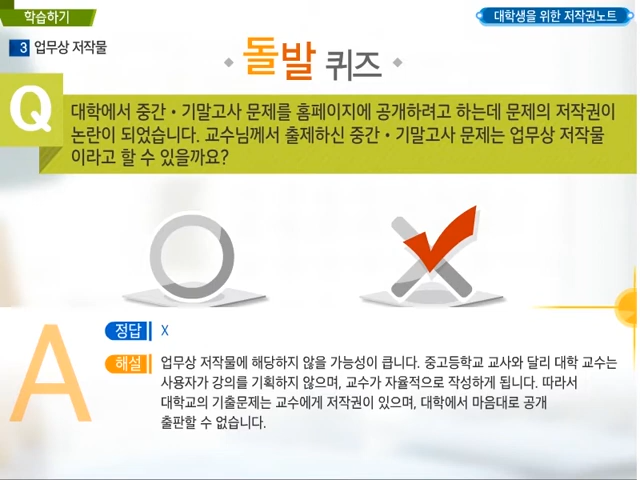 학습하기
대학생을 위한 저작권노트
3 업무상 저작물
돌발 퀴즈
Q
대학에서 중간·기말고사 문제를 홈페이지에 공개하려고 하는데 문제의 저작권이
논란이 되었습니다. 교수님께서 출제하신 중간·기말고사 문제는 업무상 저작물
이라고 할 수 있을까요?
A
정답 X
해설 업무상 저작물에 해당하지 않을 가능성이 큽니다. 중고등학교 교사와 달리 대학 교수는
사용자가 강의를 기획하지 않으며, 교수가 자율적으로 작성하게 됩니다. 따라서
대학교의 기출문제는 교수에게 저작권이 있으며, 대학에서 마음대로 공개
출판할 수 없습니다.